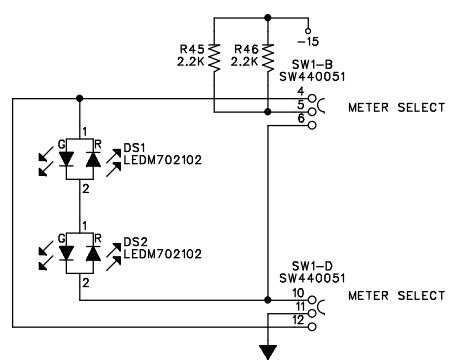 -15
R45
2.2K
R46
2.2K
SW1-B
SW440051
4
5
6
METER SELECT
1
G
R
DS1
LEDM702102
2
1
G
R
DS2
LEDM702102
2
SW1-D
SW440051
10
11
12
METER SELECT